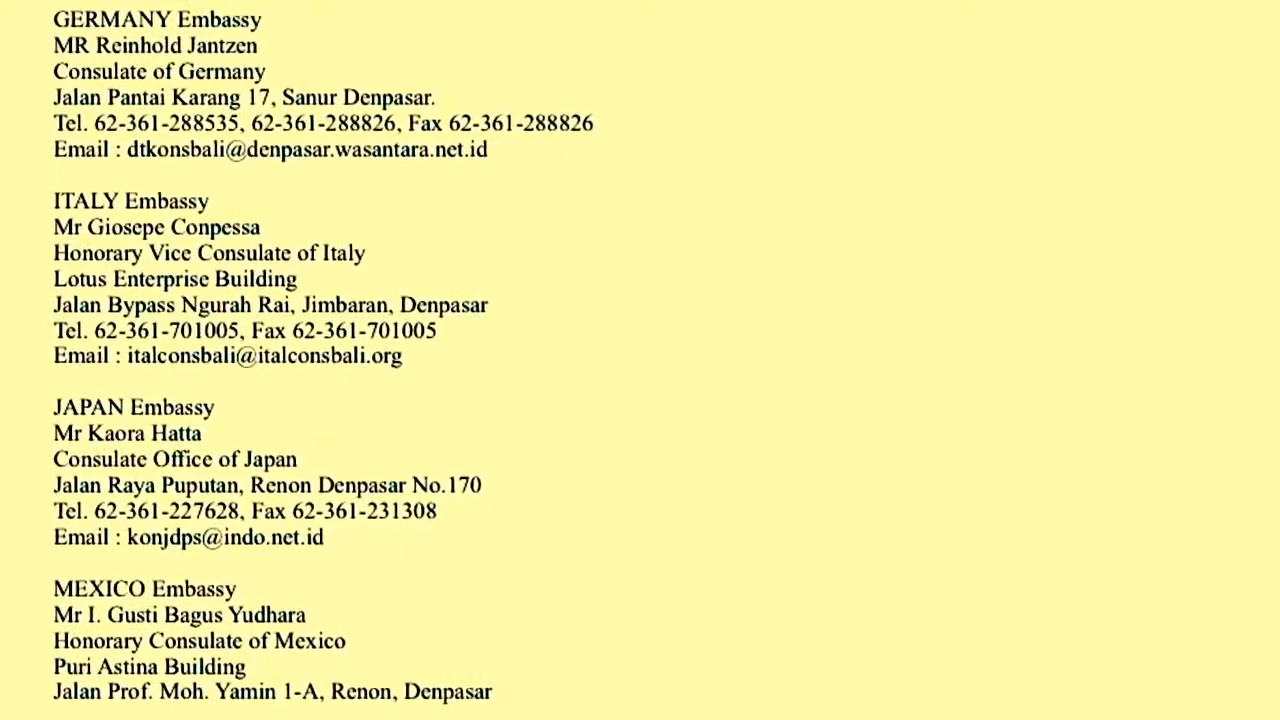 GERMANY Embassy
MR Reinhold Jantzen
Consulate of Germany
Jalan Pantai Karang 17, Sanur Denpasar.
Tel. 62-361-288535, 62-361-288826, Fax 62-361-288826
Email : dtkonsbali@denpasar.wasantara.net.id
ITALY Embassy
Mr Giosepe Conpessa
Honorary Vice Consulate of Italy
Lotus Enterprise Building
Jalan Bypass Ngurah Rai, Jimbaran, Denpasar
Tel. 62-361-701005, Fax 62-361-701005
Email : italconsbali@italconsbali.org
JAPAN Embassy
Mr Kaora Hatta
Consulate Office of Japan
Jalan Raya Puputan, Renon Denpasar No.170
Tel. 62-361-227628, Fax 62-361-231308
Email : konjdps@indo.net.id
MEXICO Embassy
Mr I. Gusti Bagus Yudhara
Honorary Consulate of Mexico
Puri Astina Building
Jalan Prof. Moh. Yamin 1-A, Renon, Denpasar